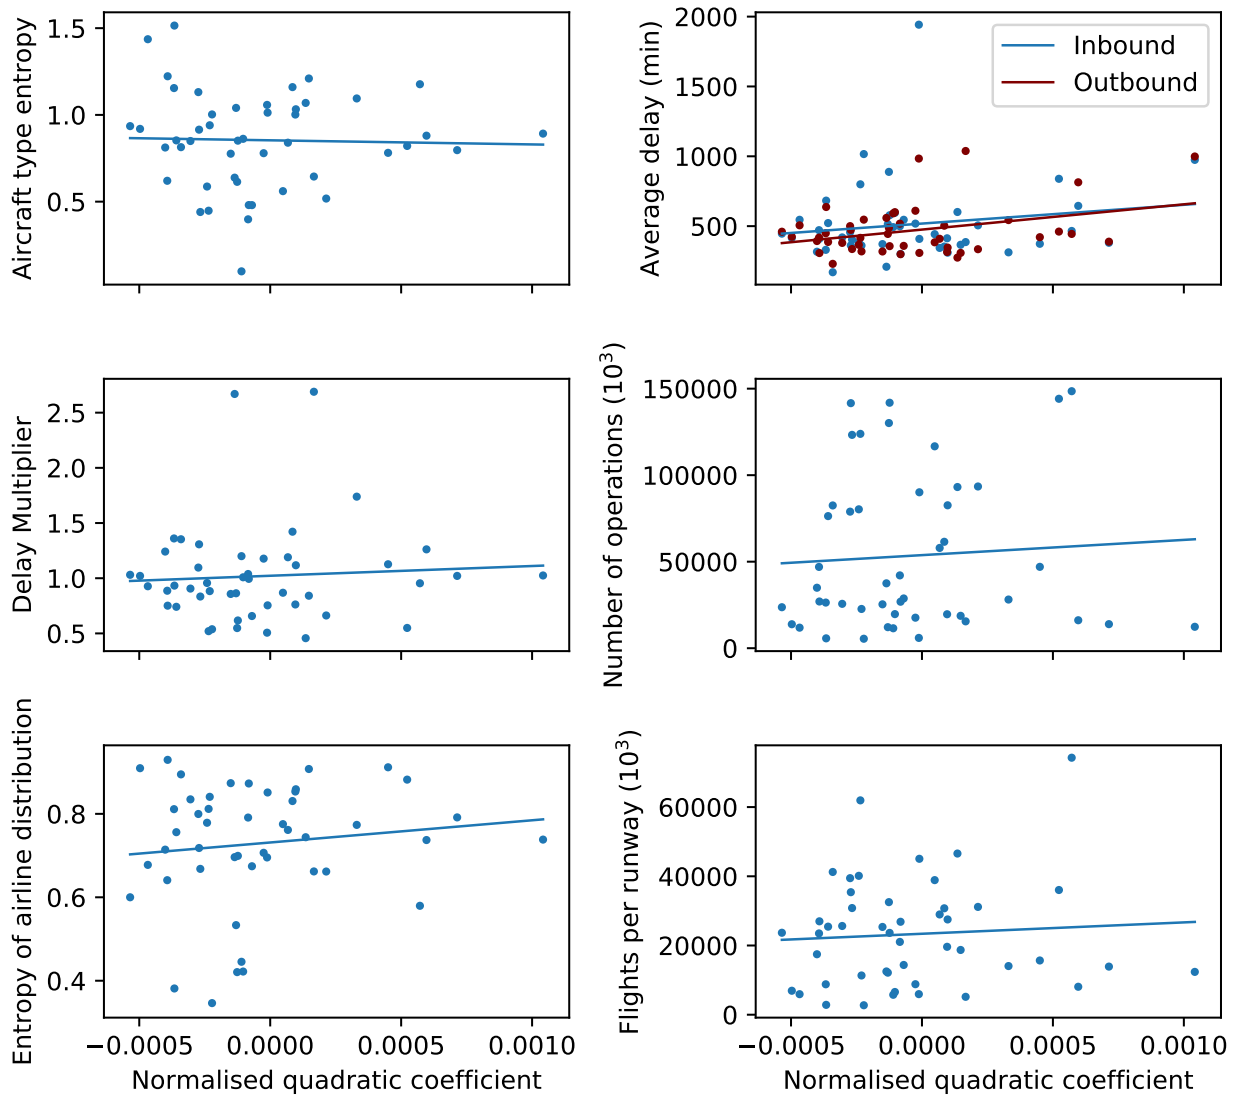 Aircraft type entropy
1.5
1.0
0.5
Average delay (min)
2000
1500
1000
500
Inbound
Outbound
Delay Multiplier
2.5
2.0
1.5
1.0
0.5
Number of operations (10³)
150000
100000
50000
0
Entropy of airline distribution
0.8
0.6
0.4
−0.0005 0.0000 0.0005 0.0010
Normalised quadratic coefficient
Flights per runway (10³)
60000
40000
20000
0
−0.0005 0.0000 0.0005 0.0010
Normalised quadratic coefficient